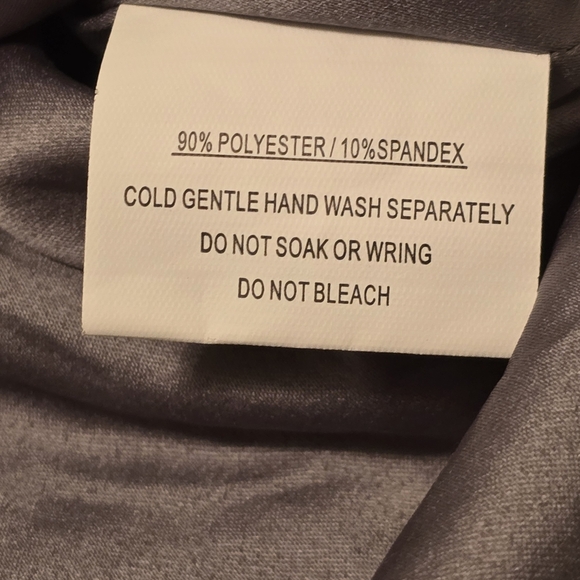 90% POLYESTER / 10%SPANDEX
COLD GENTLE HAND WASH SEPARATELY
DO NOT SOAK OR WRING
DO NOT BLEACH